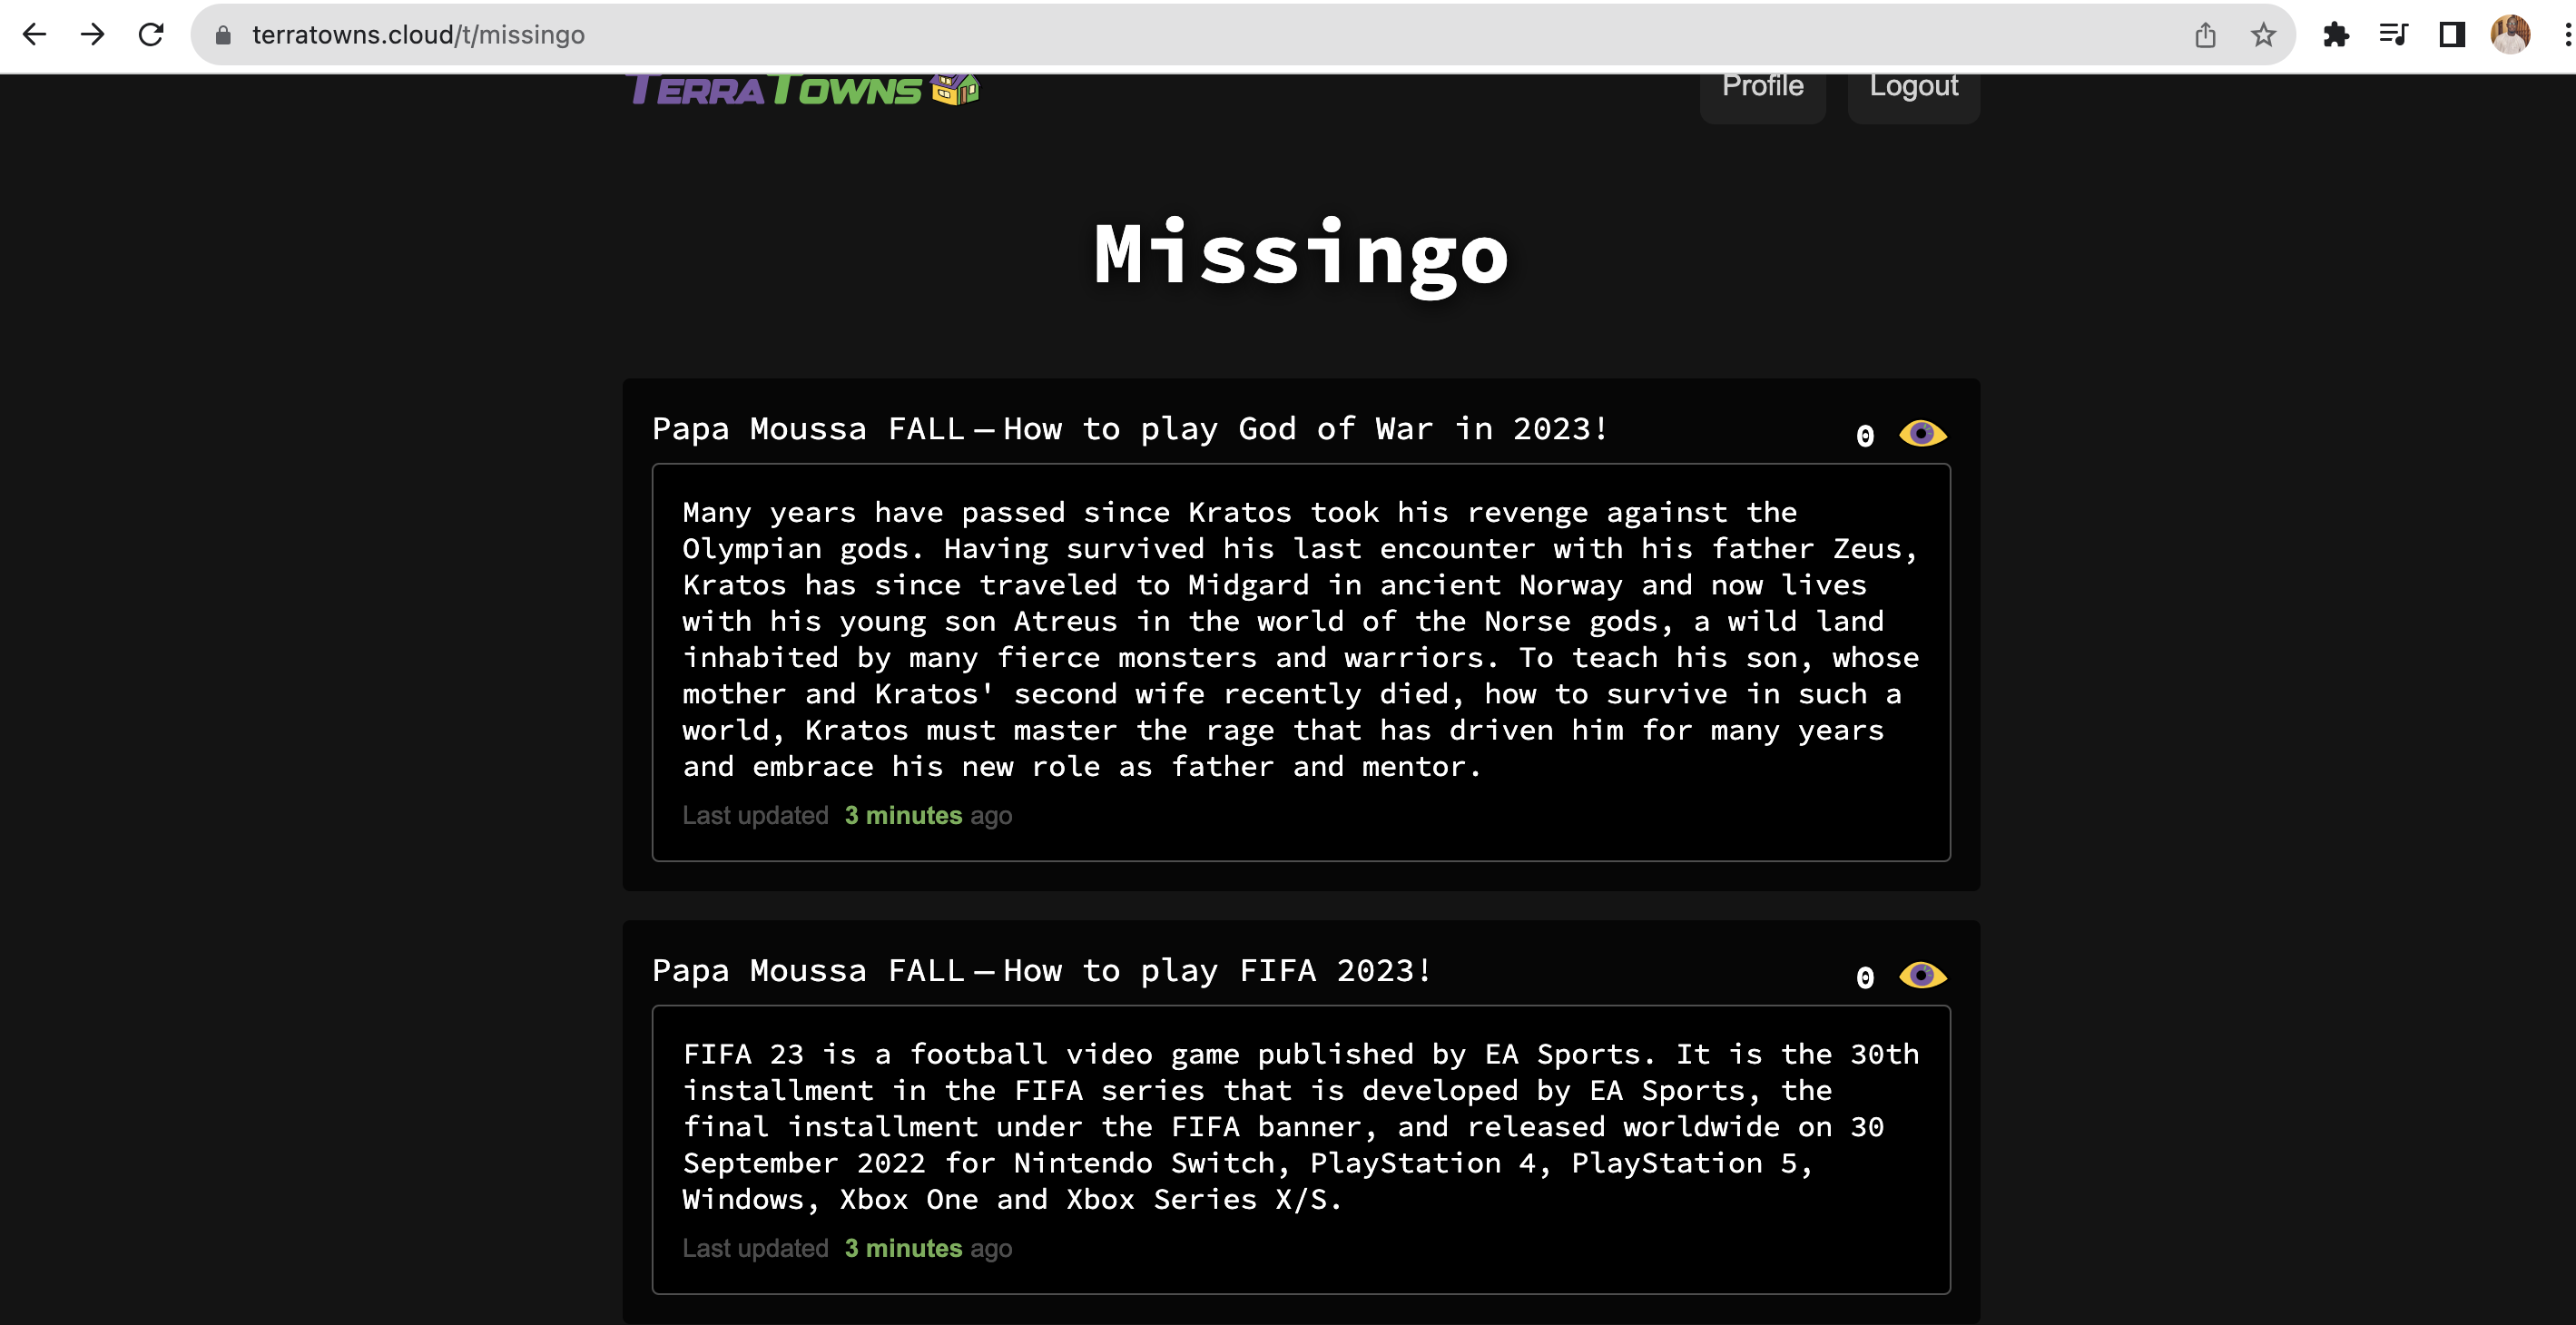 terratowns.cloud/t/missingo
TERRATOWNS
Profile
Logout
Missingo
Papa Moussa FALL — How to play God of War in 2023!
0
Many years have passed since Kratos took his revenge against the
Olympian gods. Having survived his last encounter with his father Zeus,
Kratos has since traveled to Midgard in ancient Norway and now lives
with his young son Atreus in the world of the Norse gods, a wild land
inhabited by many fierce monsters and warriors. To teach his son, whose
mother and Kratos' second wife recently died, how to survive in such a
world, Kratos must master the rage that has driven him for many years
and embrace his new role as father and mentor.
Last updated 3 minutes ago
Papa Moussa FALL — How to play FIFA 2023!
0
FIFA 23 is a football video game published by EA Sports. It is the 30th
installment in the FIFA series that is developed by EA Sports, the
final installment under the FIFA banner, and released worldwide on 30
September 2022 for Nintendo Switch, PlayStation 4, PlayStation 5,
Windows, Xbox One and Xbox Series X/S.
Last updated 3 minutes ago